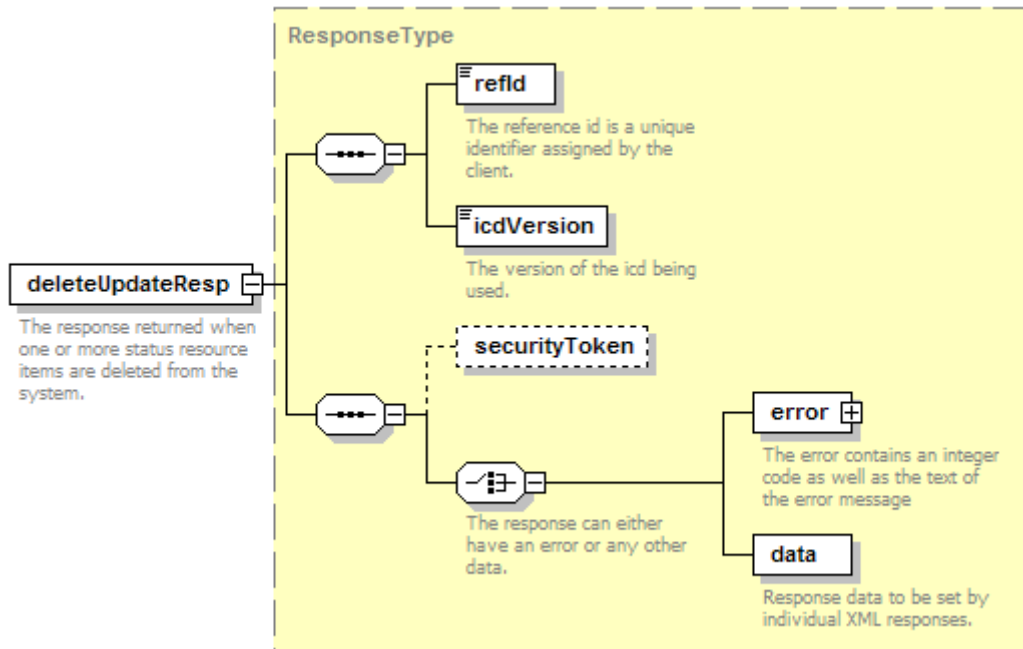 ResponseType
refId
The reference id is a unique
identifier assigned by the
client.
icdVersion
The version of the icd being
used.
deleteUpdateResp
The response returned when
one or more status resource
items are deleted from the
system.
securityToken
error
The error contains an integer
code as well as the text of
the error message
The response can either
have an error or any other
data.
data
Response data to be set by
individual XML responses.